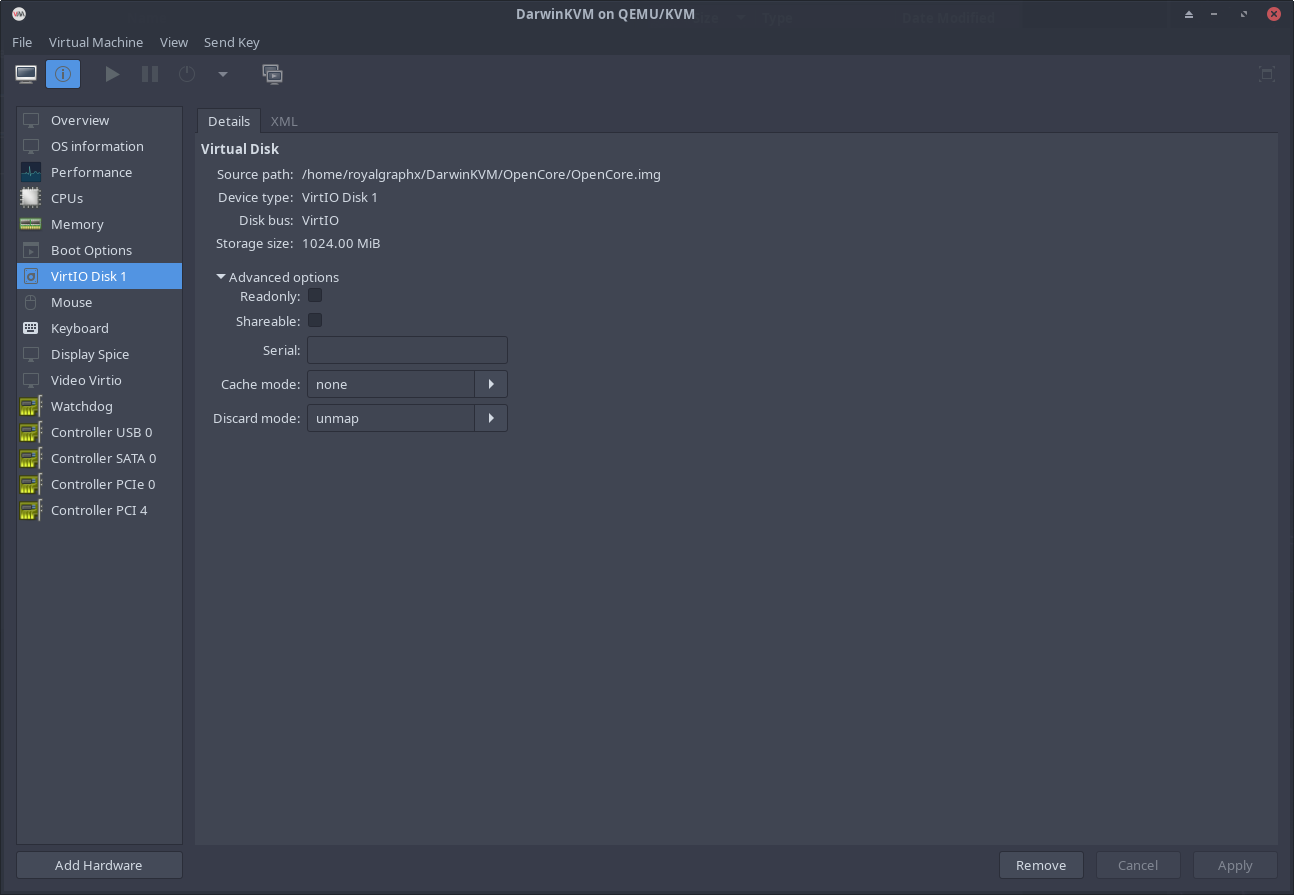 DarwinKVM on QEMU/KVM
Type
Date Modified
File Virtual Machine View Send Key
Overview
OS information
Performance
CPUs
Memory
Boot Options
VirtIO Disk 1
Mouse
Keyboard
Display Spice
Video Virtio
Watchdog
Controller USB 0
Controller SATA 0
Controller PCIe 0
Controller PCI 4
Add Hardware
Details XML
Virtual Disk
Source path: /home/royalgraphx/DarwinKVM/OpenCore/OpenCore.img
Device type: VirtIO Disk 1
Disk bus: VirtIO
Storage size: 1024.00 MiB
Advanced options
Readonly:
Shareable:
Serial:
Cache mode: none
Discard mode: unmap
Remove Cancel Apply